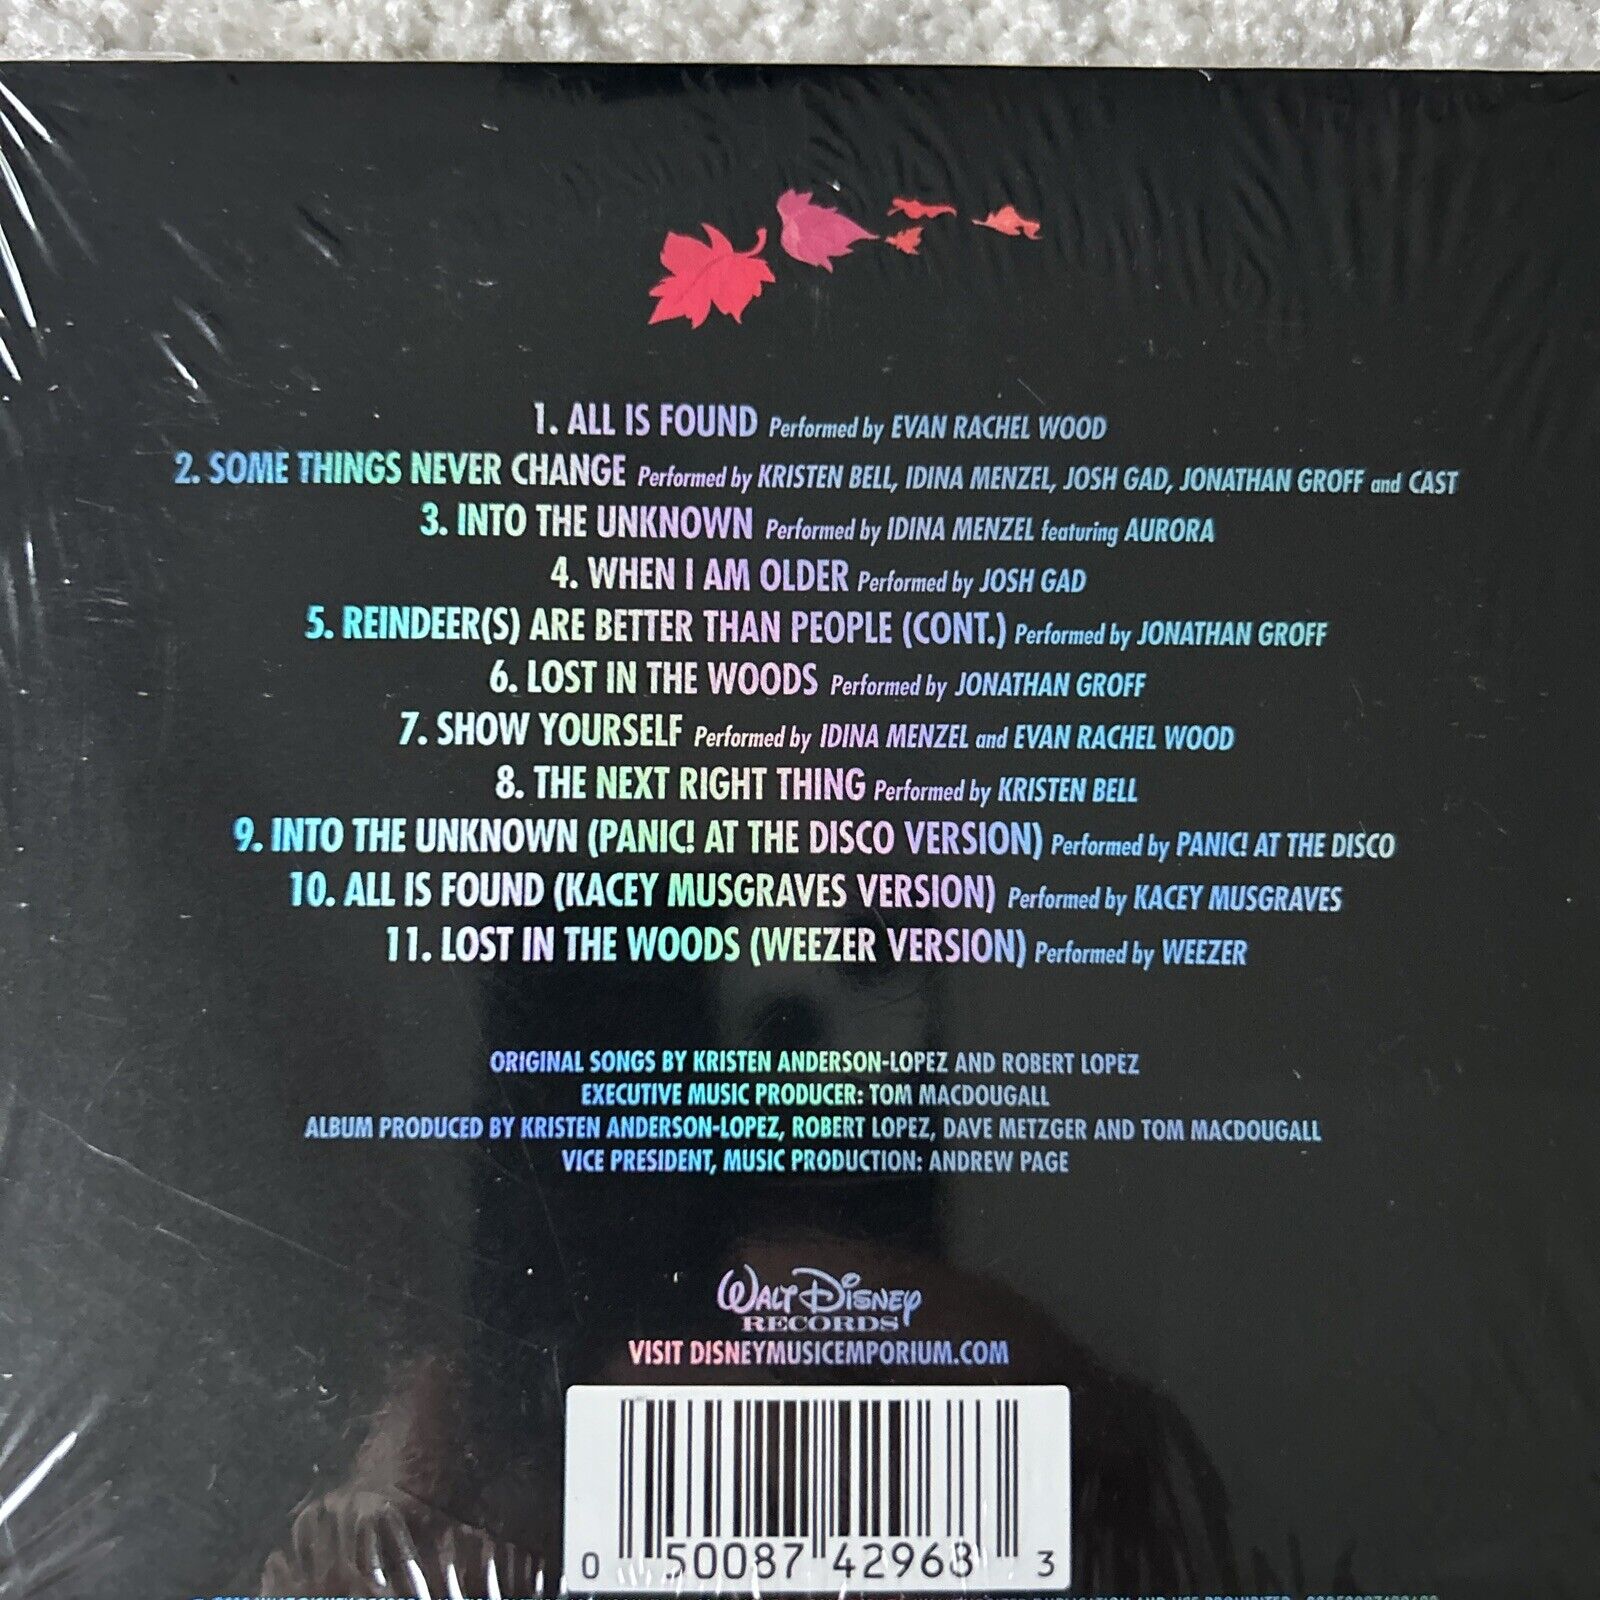 1. ALL IS FOUND Performed by EVAN RACHEL WOOD
2. SOME THINGS NEVER CHANGE Performed by KRISTEN BELL, IDINA MENZEL, JOSH GAD, JONATHAN GROFF and CAST
3. INTO THE UNKNOWN Performed by IDINA MENZEL featuring AURORA
4. WHEN I AM OLDER Performed by JOSH GAD
5. REINDEER(S) ARE BETTER THAN PEOPLE (CONT.) Performed by JONATHAN GROFF
6. LOST IN THE WOODS Performed by JONATHAN GROFF
7. SHOW YOURSELF Performed by IDINA MENZEL and EVAN RACHEL WOOD
8. THE NEXT RIGHT THING Performed by KRISTEN BELL
9. INTO THE UNKNOWN (PANIC! AT THE DISCO VERSION) Performed by PANIC! AT THE DISCO
10. ALL IS FOUND (KACEY MUSGRAVES VERSION) Performed by KACEY MUSGRAVES
11. LOST IN THE WOODS (WEEZER VERSION) Performed by WEEZER
ORIGINAL SONGS BY KRISTEN ANDERSON-LOPEZ AND ROBERT LOPEZ
EXECUTIVE MUSIC PRODUCER: TOM MACDOUGALL
ALBUM PRODUCED BY KRISTEN ANDERSON-LOPEZ, ROBERT LOPEZ, DAVE METZGER AND TOM MACDOUGALL
VICE PRESIDENT, MUSIC PRODUCTION: ANDREW PAGE
WALT DISNEY
RECORDS
VISIT DISNEYMUSICEMPORIUM.COM
0 50087 42963 3